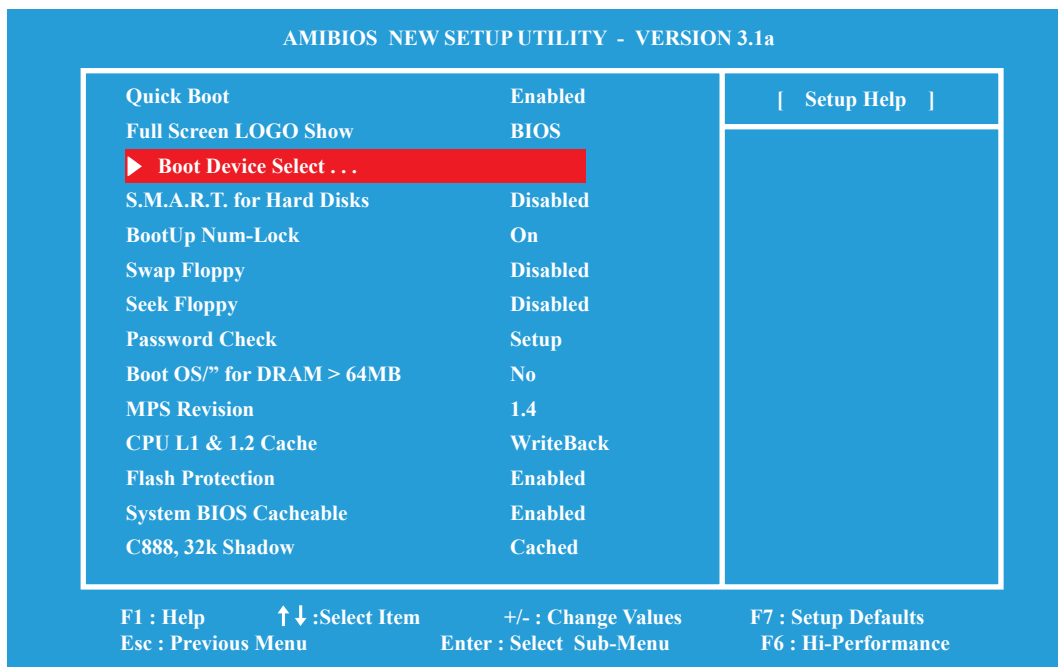 AMIBIOS NEW SETUP UTILITY - VERSION 3.1a
Quick Boot Enabled
[ Setup Help ]
Full Screen LOGO Show BIOS
Boot Device Select . . .
S.M.A.R.T. for Hard Disks Disabled
BootUp Num-Lock On
Swap Floppy Disabled
Seek Floppy Disabled
Password Check Setup
Boot OS/” for DRAM > 64MB No
MPS Revision 1.4
CPU L1 & 1.2 Cache WriteBack
Flash Protection Enabled
System BIOS Cacheable Enabled
C888, 32k Shadow Cached
F1 : Help ↑↓ :Select Item +/- : Change Values F7 : Setup Defaults
Esc : Previous Menu Enter : Select Sub-Menu F6 : Hi-Performance